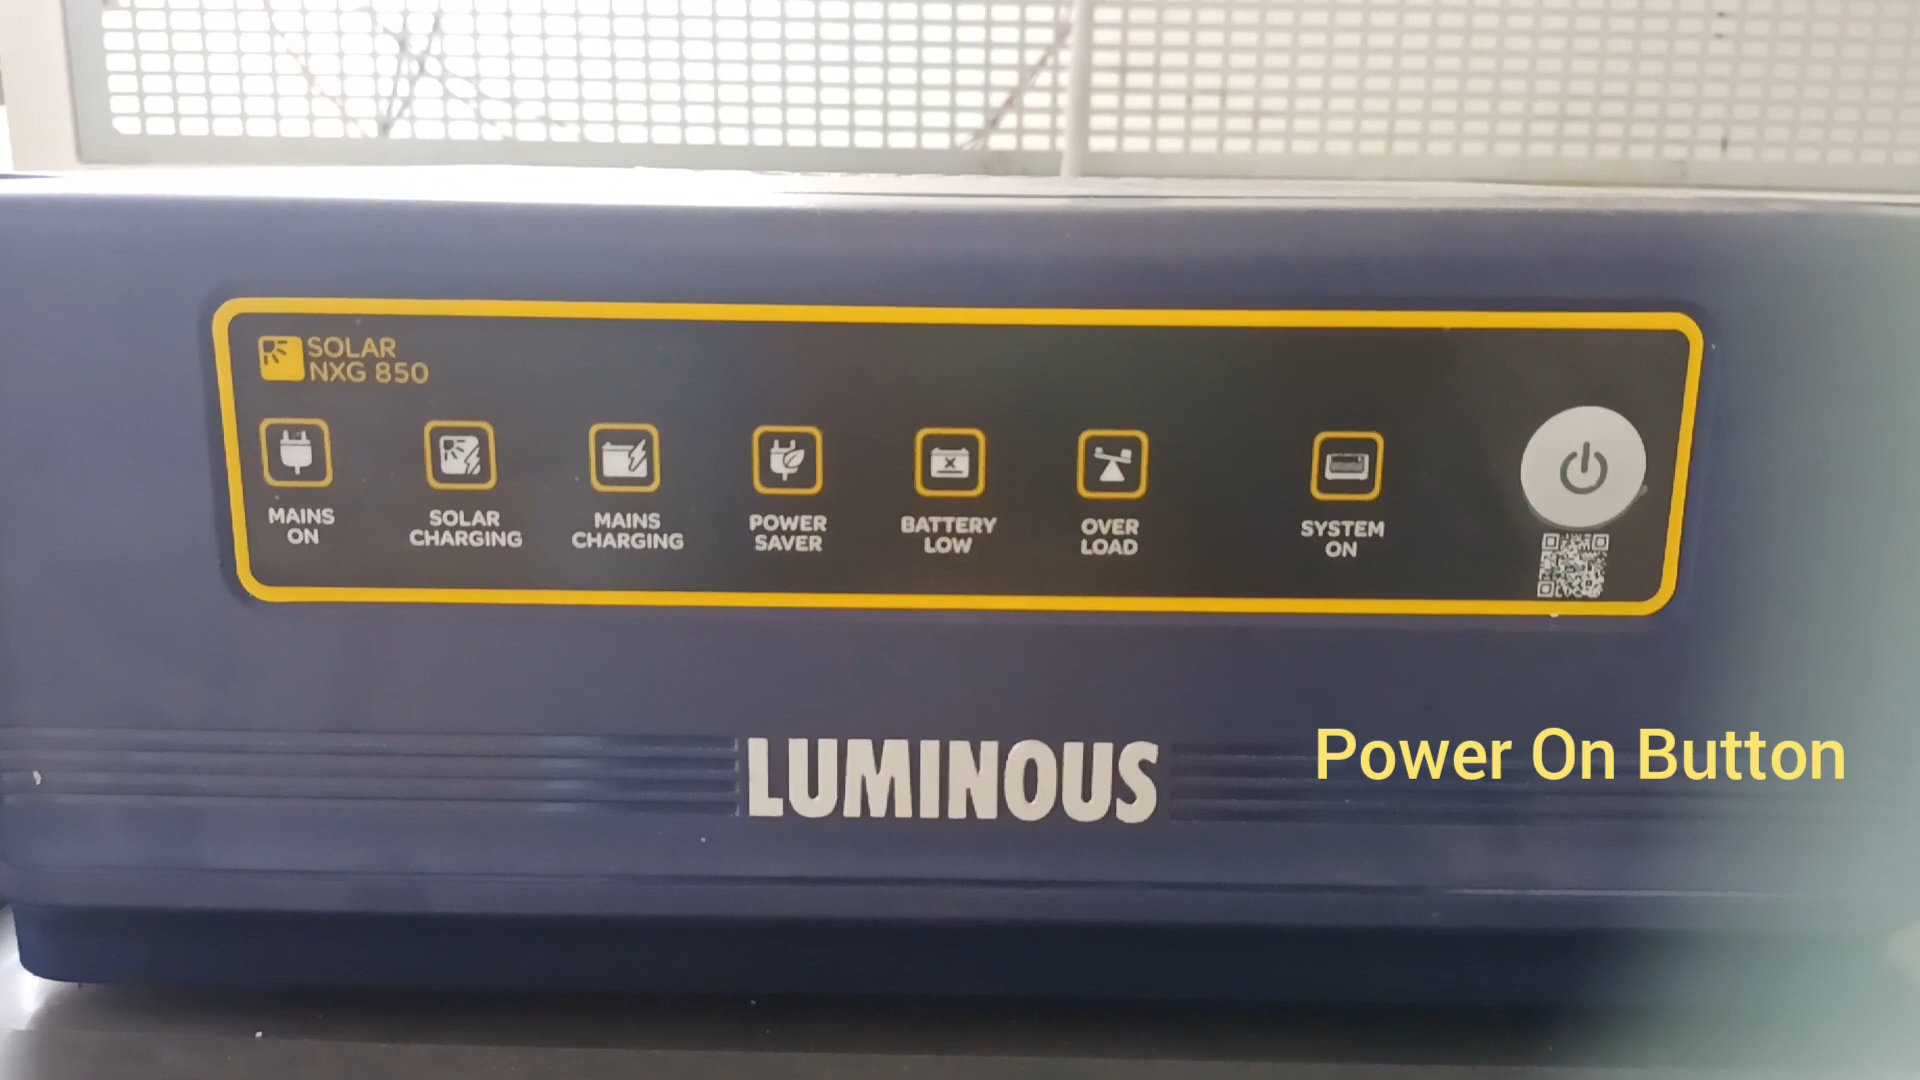 SOLAR
NXG 850
MAINS
ON
SOLAR
CHARGING
MAINS
CHARGING
POWER
SAVER
BATTERY
LOW
OVER
LOAD
SYSTEM
ON
LUMINOUS
Power On Button